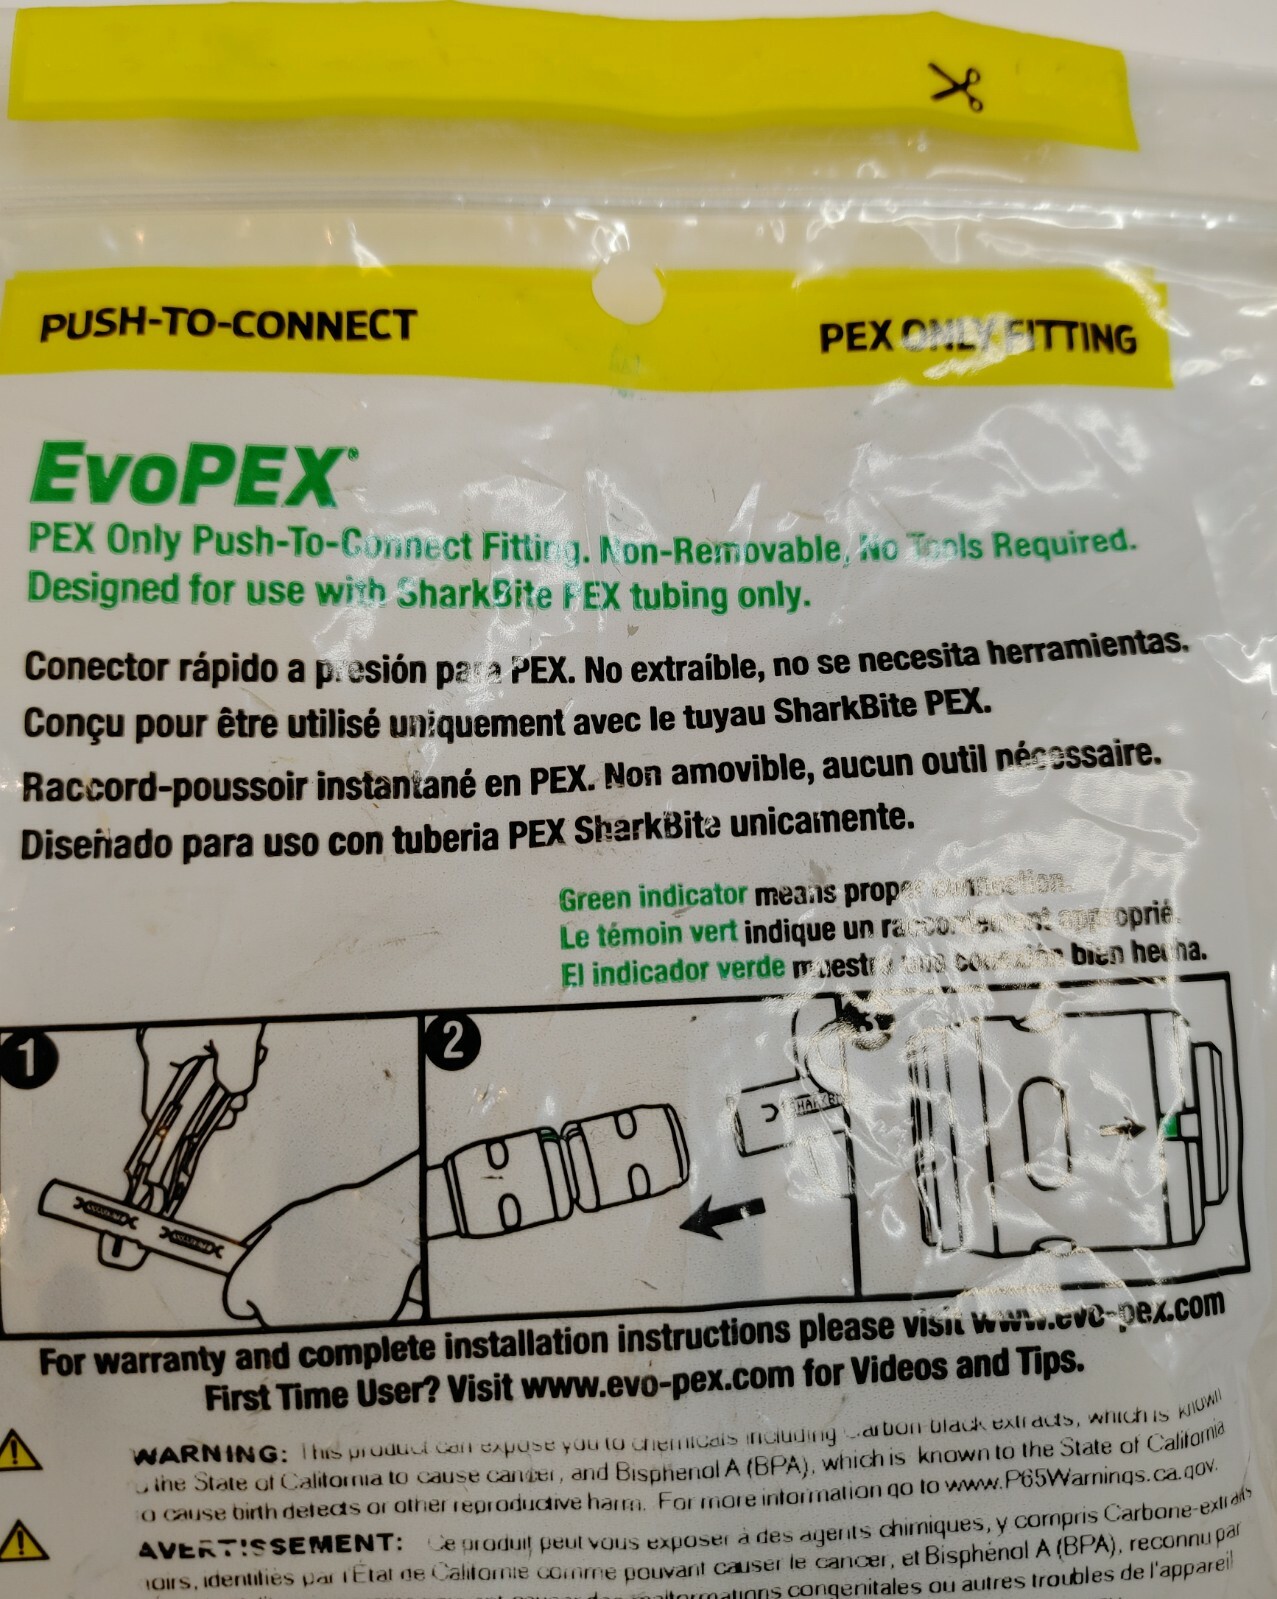 PUSH-TO-CONNECT
PEX ONLY FITTING
EvoPEX®
PEX Only Push-To-Connect Fitting. Non-Removable, No Tools Required.
Designed for use with SharkBite PEX tubing only.
Conector rápido a presión para PEX. No extraíble, no se necesita herramientas.
Conçu pour être utilisé uniquement avec le tuyau SharkBite PEX.
Raccord-poussoir instantané en PEX. Non amovible, aucun outil nécessaire.
Diseñado para uso con tuberia PEX SharkBite unicamente.
Green indicator means proper connection.
Le témoin vert indique un raccordement approprié.
El indicador verde muestra una conexión bien hecha.
1
2
3
For warranty and complete installation instructions please visit www.evo-pex.com
First Time User? Visit www.evo-pex.com for Videos and Tips.
WARNING: This product can expose you to chemicals including Carbon black extracts, which is known
to the State of California to cause cancer, and Bisphenol A (BPA), which is known to the State of California
to cause birth defects or other reproductive harm. For more information go to www.P65Warnings.ca.gov.
AVERTISSEMENT: Ce produit peut vous exposer à des agents chimiques, y compris Carbone-extraits
noirs, identifiés par l'État de Californie comme pouvant causer le cancer, et Bisphénol A (BPA), reconnu par
malformations congénitales ou autres troubles de l'appareil